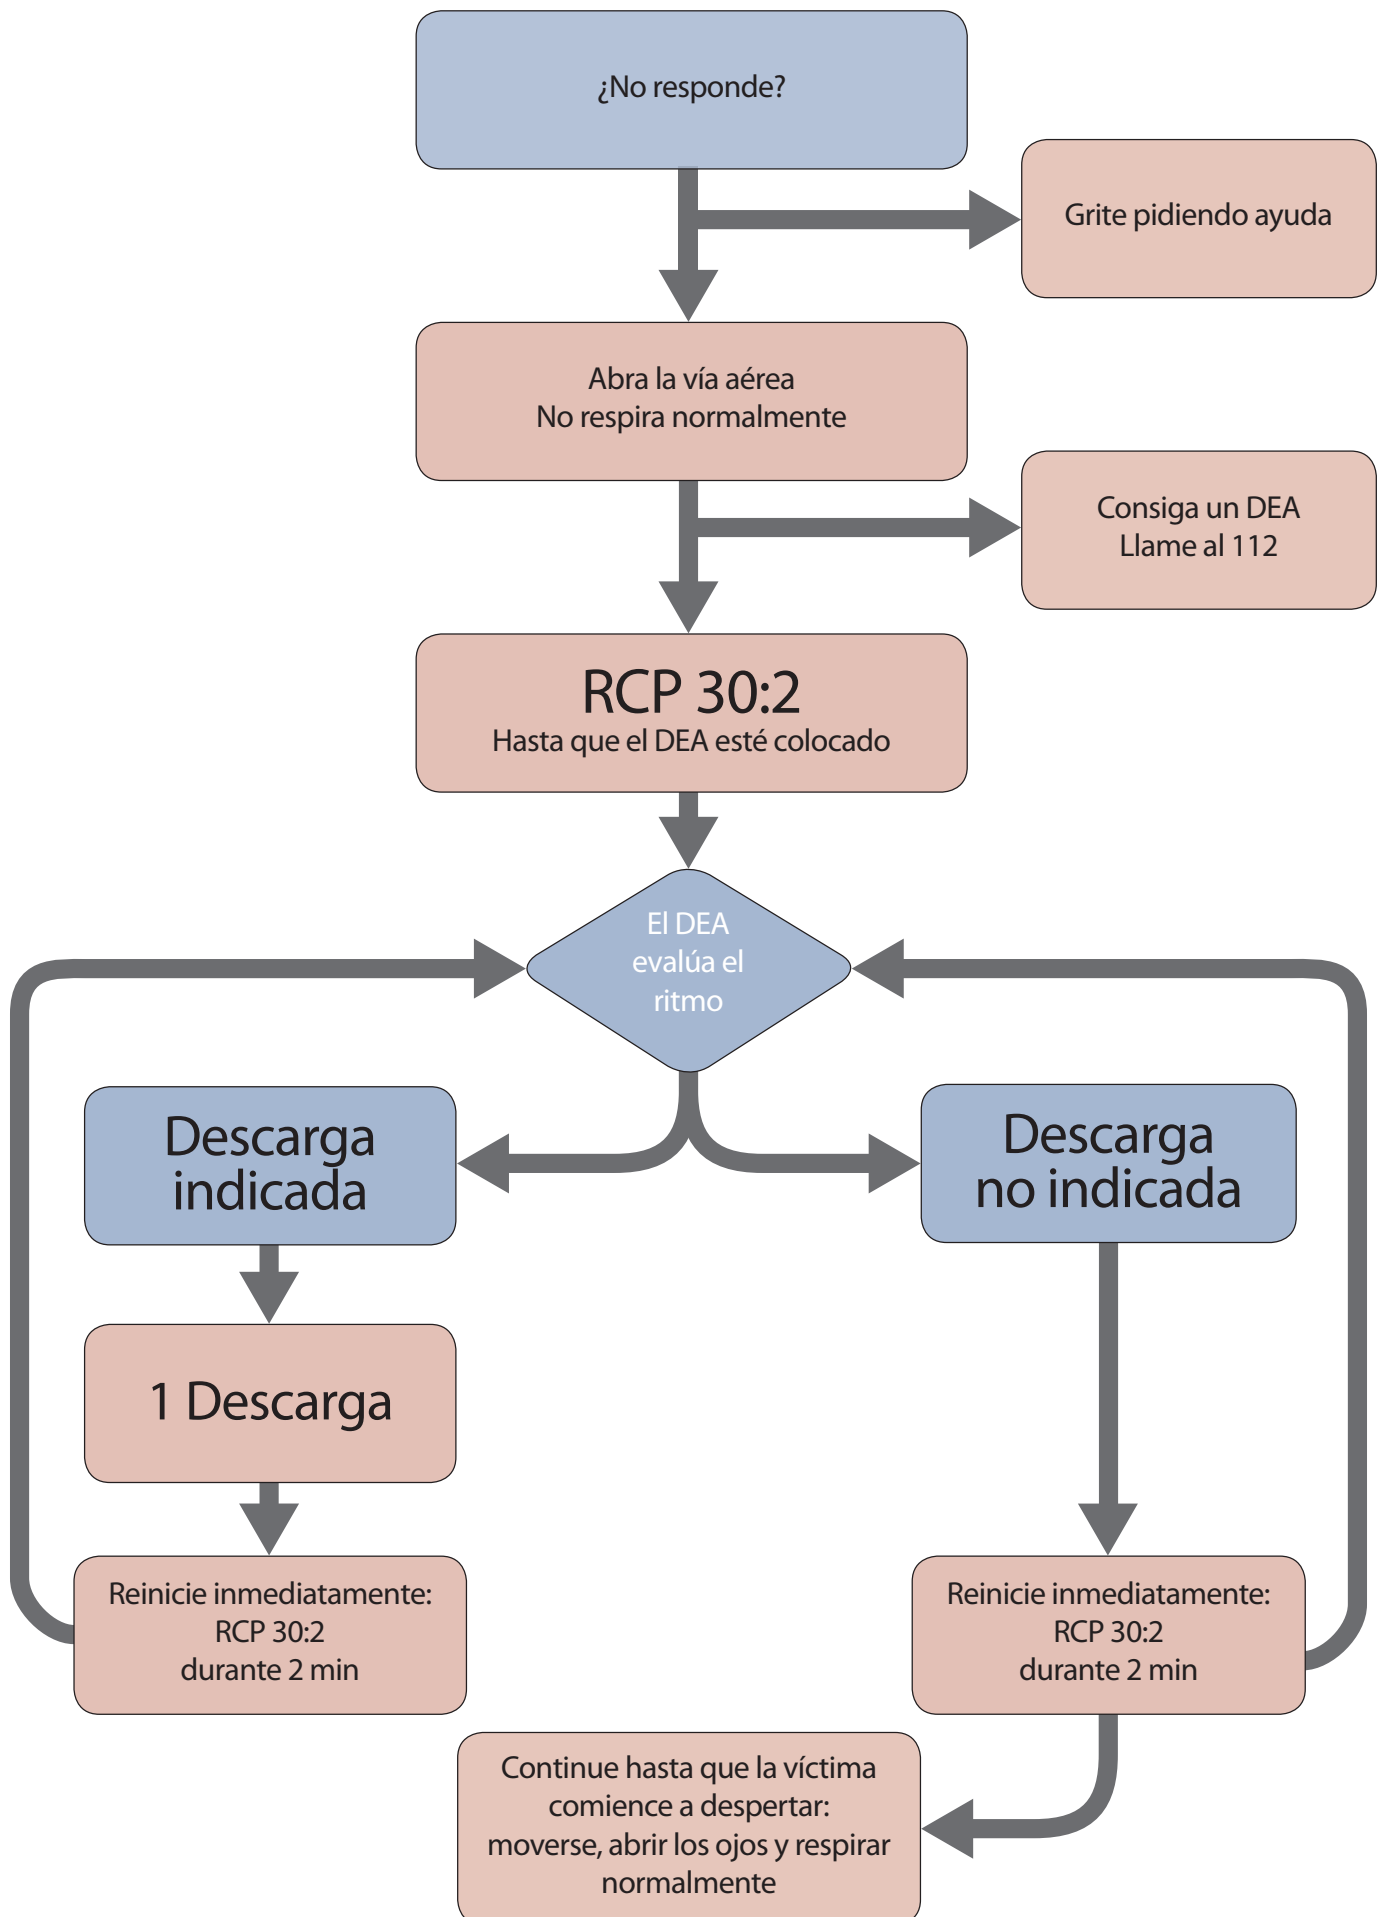 ¿No responde?
Grite pidiendo ayuda
Abra la vía aérea
No respira normalmente
Consiga un DEA
Llame al 112
RCP 30:2
Hasta que el DEA esté colocado
El DEA
evalúa el
ritmo
Descarga
indicada
Descarga
no indicada
1 Descarga
Reinicie inmediatamente:
RCP 30:2
durante 2 min
Reinicie inmediatamente:
RCP 30:2
durante 2 min
Continue hasta que la víctima
comience a despertar:
moverse, abrir los ojos y respirar
normalmente